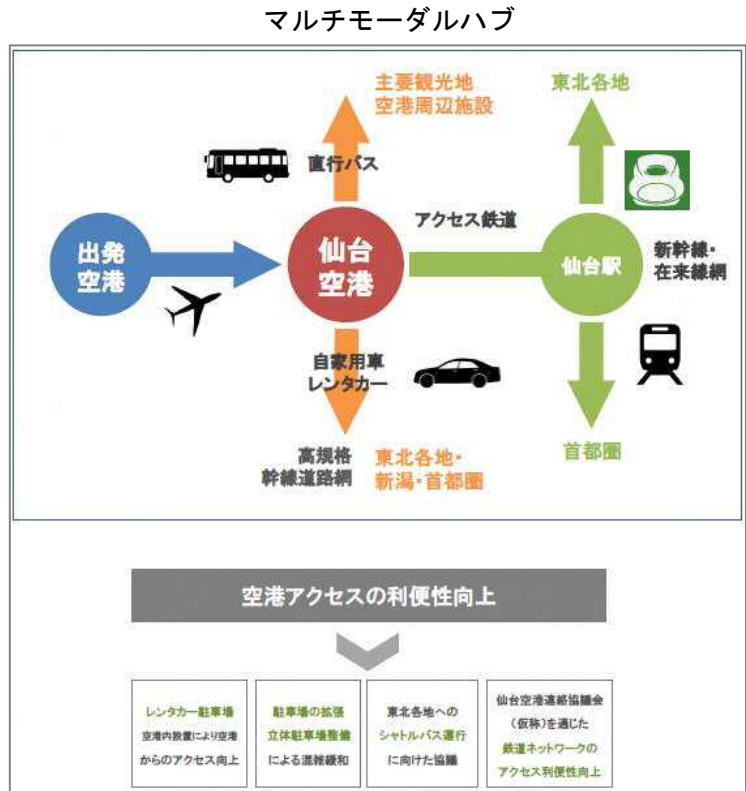 マルチモーダルハブ
主要観光地
空港周辺施設
東北各地
直行バス
アクセス鉄道
出発
空港
仙台
空港
仙台駅
新幹線・
在来線網
自家用車
レンタカー
高規格
幹線道路網
東北各地・
新潟・首都圏
首都圏
空港アクセスの利便性向上
レンタカー駐車場
空港内設置により空港
からのアクセス向上
駐車場の拡張
立体駐車場整備
による混雑緩和
東北各地への
シャトルバス運行
に向けた協議
仙台空港連絡協議会
(仮称)を通じた
鉄道ネットワークの
アクセス利便性向上